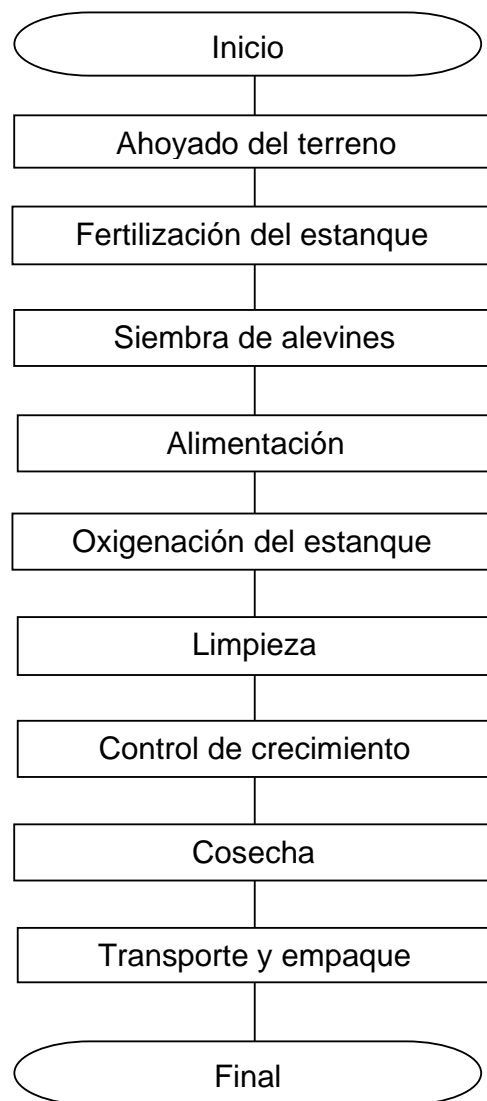 Inicio
Ahoyado del terreno
Fertilización del estanque
Siembra de alevines
Alimentación
Oxigenación del estanque
Limpieza
Control de crecimiento
Cosecha
Transporte y empaque
Final